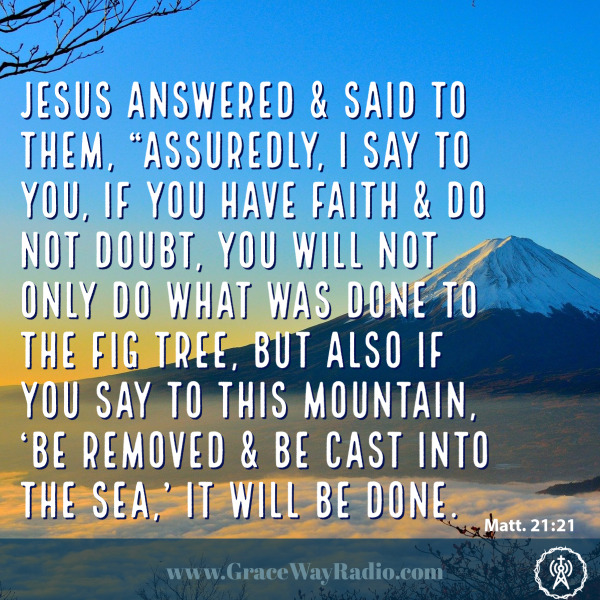 JESUS ANSWERED & SAID TO
THEM, “ASSUREDLY, I SAY TO
YOU, IF YOU HAVE FAITH & DO
NOT DOUBT, YOU WILL NOT
ONLY DO WHAT WAS DONE TO
THE FIG TREE, BUT ALSO IF
YOU SAY TO THIS MOUNTAIN,
‘BE REMOVED & BE CAST INTO
THE SEA,’ IT WILL BE DONE.
Matt. 21:21
www.GraceWayRadio.com